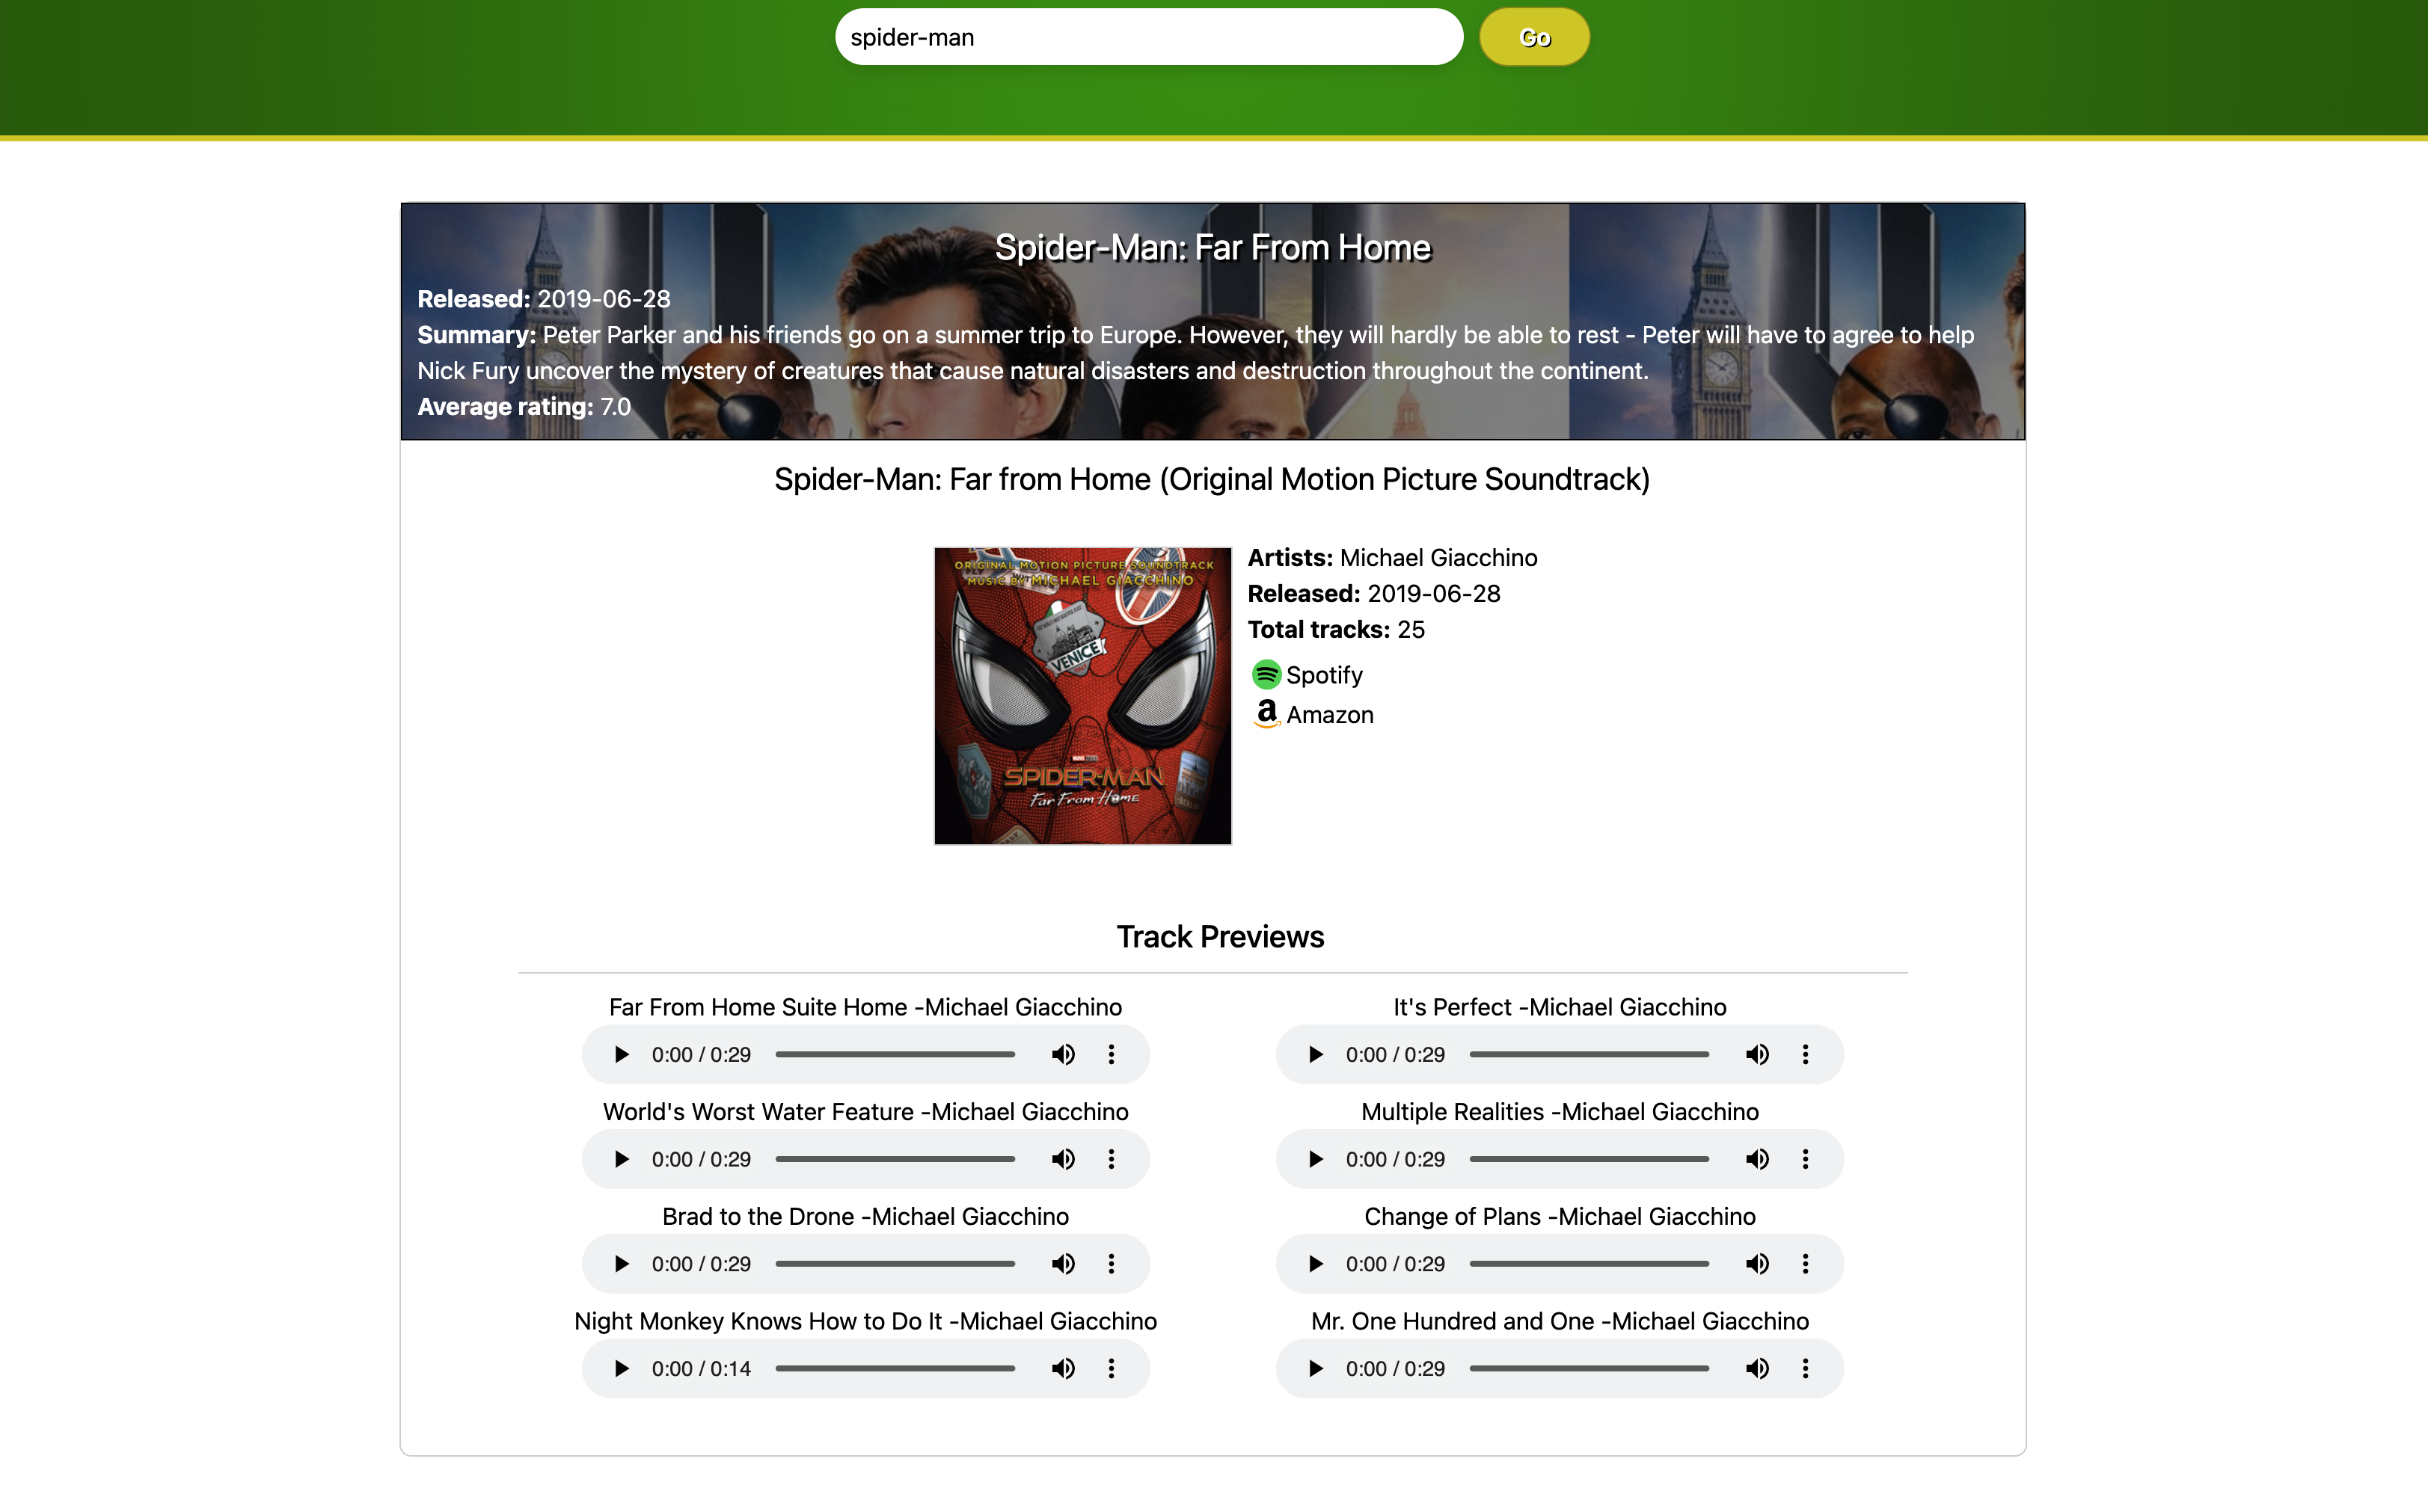 spider-man
Go
Spider-Man: Far From Home
Released: 2019-06-28
Summary: Peter Parker and his friends go on a summer trip to Europe. However, they will hardly be able to rest - Peter will have to agree to help
Nick Fury uncover the mystery of creatures that cause natural disasters and destruction throughout the continent.
Average rating: 7.0
Spider-Man: Far from Home (Original Motion Picture Soundtrack)
ORIGINAL MOTION PICTURE SOUNDTRACK
MUSIC BY MICHAEL GIACCHINO
VENICE
SPIDER-MAN
Far From Home
Artists: Michael Giacchino
Released: 2019-06-28
Total tracks: 25
Spotify
a Amazon
Track Previews
Far From Home Suite Home -Michael Giacchino
0:00 / 0:29
It's Perfect -Michael Giacchino
0:00 / 0:29
World's Worst Water Feature -Michael Giacchino
0:00 / 0:29
Multiple Realities -Michael Giacchino
0:00 / 0:29
Brad to the Drone -Michael Giacchino
0:00 / 0:29
Change of Plans -Michael Giacchino
0:00 / 0:29
Night Monkey Knows How to Do It -Michael Giacchino
0:00 / 0:14
Mr. One Hundred and One -Michael Giacchino
0:00 / 0:29